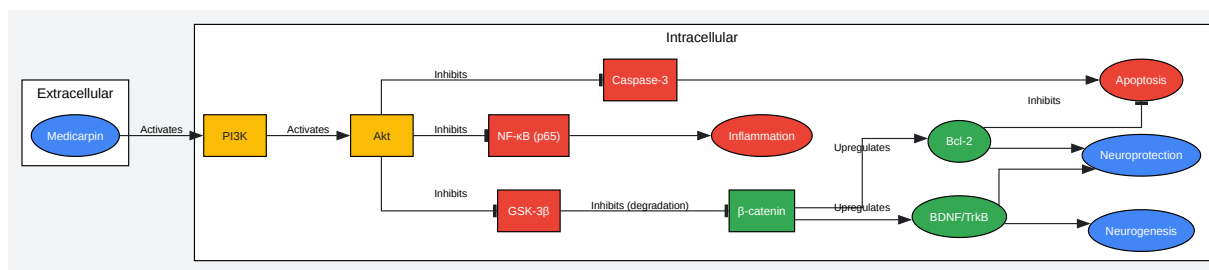 Intracellular
Extracellular
Medicarpin
Activates
PI3K
Activates
Akt
Inhibits
Caspase-3
Apoptosis
Inhibits
NF-κB (p65)
Inflammation
Inhibits
GSK-3β
Inhibits (degradation)
β-catenin
Upregulates
Bcl-2
Inhibits
Neuroprotection
Upregulates
BDNF/TrkB
Neurogenesis